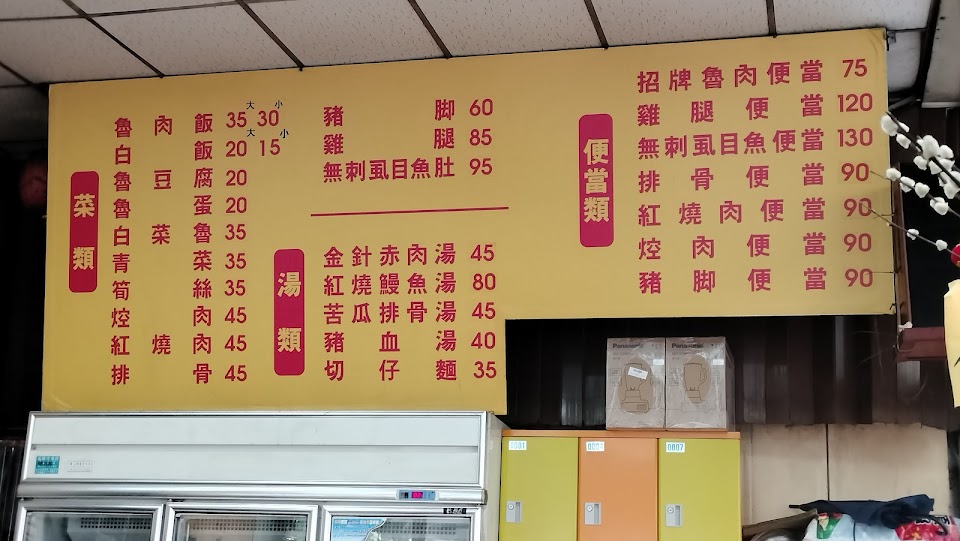 菜類
大 小
魯肉飯 35 30
大 小
白飯 20 15
魯豆腐 20
魯蛋 20
白菜魯 35
青菜 35
筍絲 35
焢肉 45
紅燒肉 45
排骨 45
豬脚 60
雞腿 85
無刺虱目魚肚 95
湯類
金針赤肉湯 45
紅燒鰻魚湯 80
苦瓜排骨湯 45
豬血湯 40
切仔麵 35
便當類
招牌魯肉便當 75
雞腿便當 120
無刺虱目魚便當 130
排骨便當 90
紅燒肉便當 90
焢肉便當 90
豬脚便當 90
Panasonic
Panasonic
0001
0007